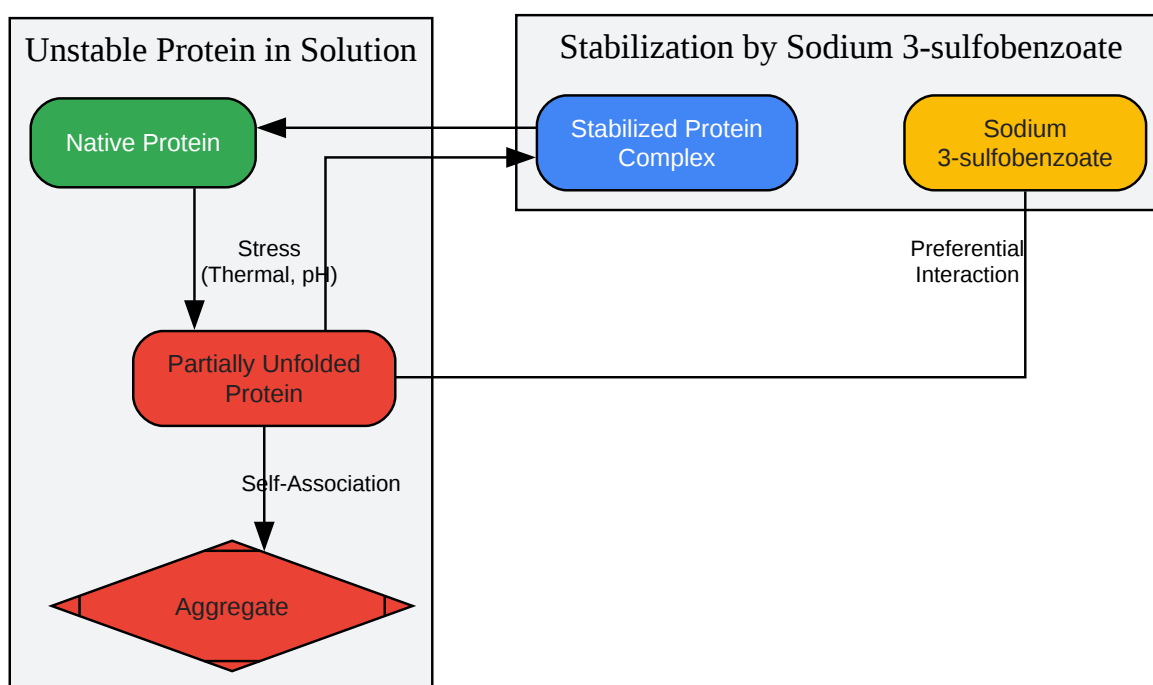 Unstable Protein in Solution
Native Protein
Stress
(Thermal, pH)
Partially Unfolded
Protein
Self-Association
Aggregate
Stabilization by Sodium 3-sulfobenzoate
Stabilized Protein
Complex
Sodium
3-sulfobenzoate
Preferential
Interaction